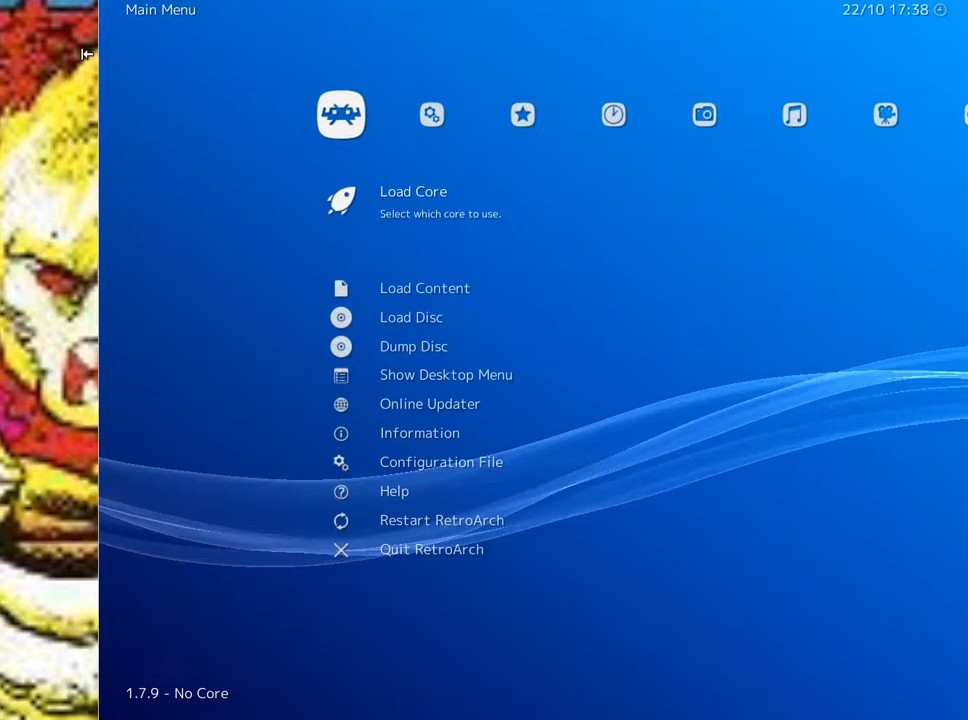 Main Menu
22/10 17:38
Load Core
Select which core to use.
Load Content
Load Disc
Dump Disc
Show Desktop Menu
Online Updater
Information
Configuration File
Help
Restart RetroArch
Quit RetroArch
1.7.9 - No Core